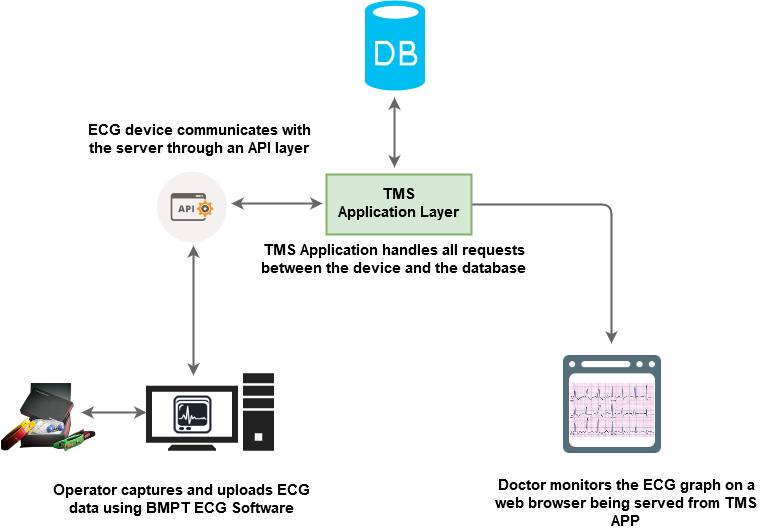 DB
ECG device communicates with
the server through an API layer
API
TMS
Application Layer
TMS Application handles all requests
between the device and the database
Operator captures and uploads ECG
data using BMPT ECG Software
Doctor monitors the ECG graph on a
web browser being served from TMS
APP